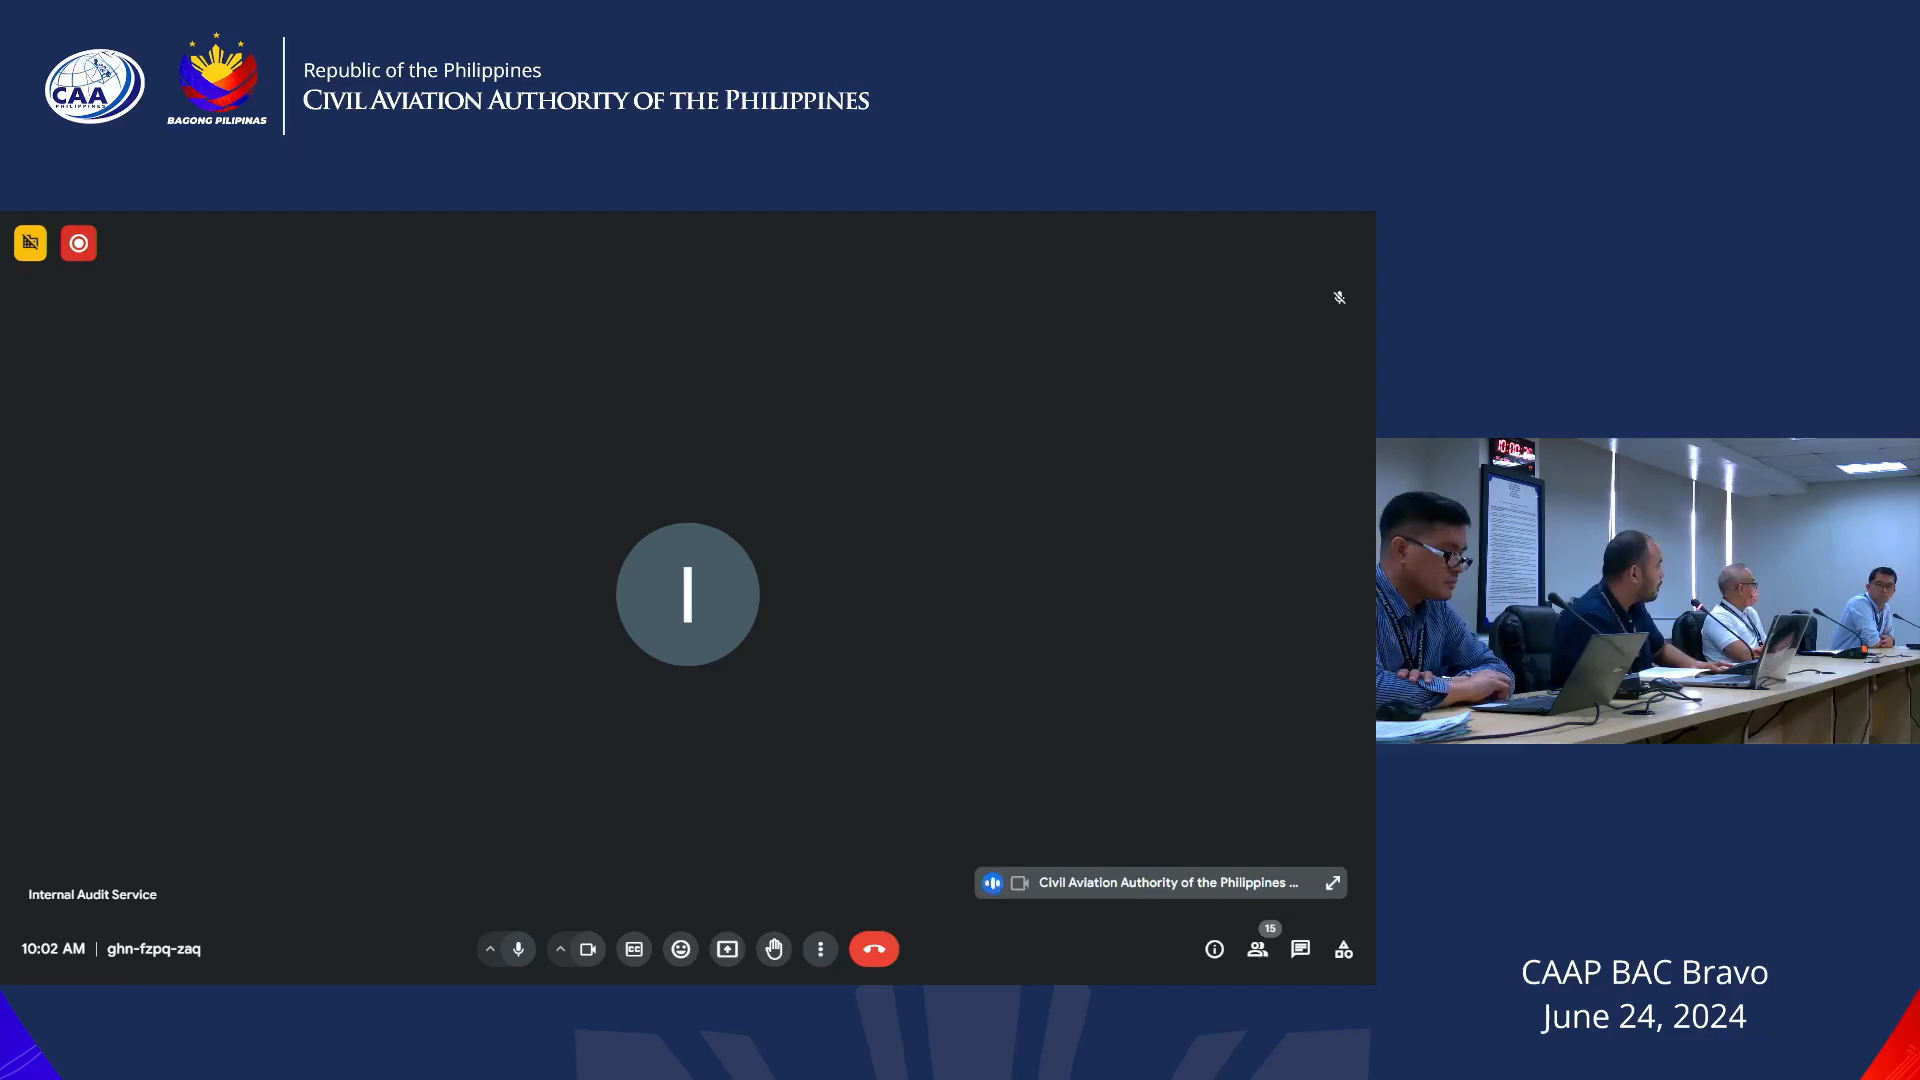 CAA
PHILIPPINES
BAGONG PILIPINAS
Republic of the Philippines
CIVIL AVIATION AUTHORITY OF THE PHILIPPINES
I
Internal Audit Service
Civil Aviation Authority of the Philippines ...
10:02 AM | ghn-fzpq-zaq
CC
15
CAAP BAC Bravo
June 24, 2024